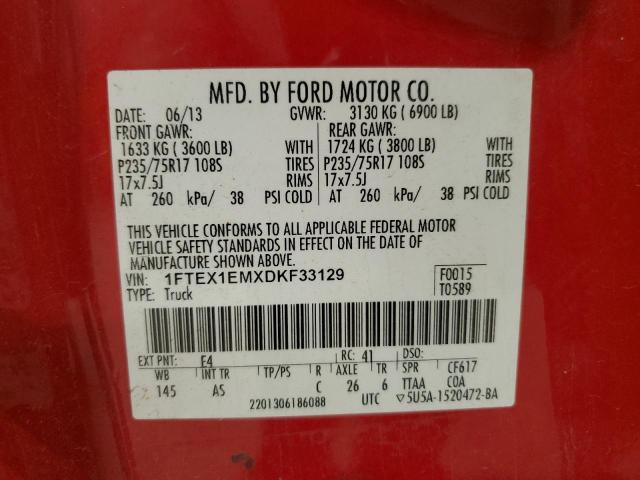 MFD. BY FORD MOTOR CO.
DATE: 06/13 GVWR: 3130 KG (6900 LB)
FRONT GAWR: REAR GAWR:
1633 KG (3600 LB) WITH 1724 KG (3800 LB) WITH
P235/75R17 108S TIRES P235/75R17 108S TIRES
17x7.5J RIMS 17x7.5J RIMS
AT 260 kPa/ 38 PSI COLD AT 260 kPa/ 38 PSI COLD
THIS VEHICLE CONFORMS TO ALL APPLICABLE FEDERAL MOTOR
VEHICLE SAFETY STANDARDS IN EFFECT ON THE DATE OF
MANUFACTURE SHOWN ABOVE.
VIN: 1FTEX1EMXDKF33129 F0015
TYPE: Truck T0589
EXT PNT: E4 RC: 41 DSO:
WB INT TR TP/PS R AXLE TR SPR CF617
145 AS C 26 6 TTAA COA
2201306186088 UTC ▽5U5A-1520472-BA